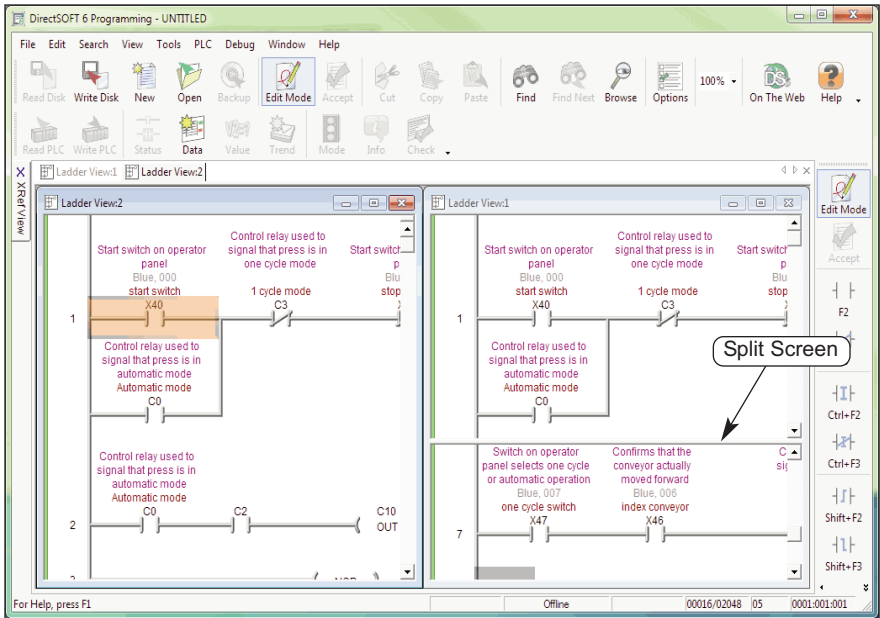 DirectSOFT 6 Programming - UNTITLED
File Edit Search View Tools PLC Debug Window Help
Read Disk Write Disk New Open Backup Edit Mode Accept Cut Copy Paste Find Find Next Browse Options 100% On The Web Help
Read PLC Write PLC Status Data Value Trend Mode Info Check
X Ladder View:1 Ladder View:2
XRef View
Ladder View:2
Start switch on operator
panel
Blue, 000
start switch
X40
Control relay used to
signal that press is in
one cycle mode
1 cycle mode
C3
Start switch
p
Blu
stop
1
Control relay used to
signal that press is in
automatic mode
Automatic mode
C0
Control relay used to
signal that press is in
automatic mode
Automatic mode
C0
C2
C10
OUT
2
Ladder View:1
Start switch on operator
panel
Blue, 000
start switch
X40
Control relay used to
signal that press is in
one cycle mode
1 cycle mode
C3
Start switch
p
Blu
stop
1
Control relay used to
signal that press is in
automatic mode
Automatic mode
C0
Split Screen
Switch on operator
panel selects one cycle
or automatic operation
Blue, 007
one cycle switch
X47
Confirms that the
conveyor actually
moved forward
Blue, 006
index conveyor
X46
C
sig
7
Edit Mode
Accept
F2
Ctrl+F2
Ctrl+F3
Shift+F2
Shift+F3
For Help, press F1
Offline
00016/02048 05 0001:001:001